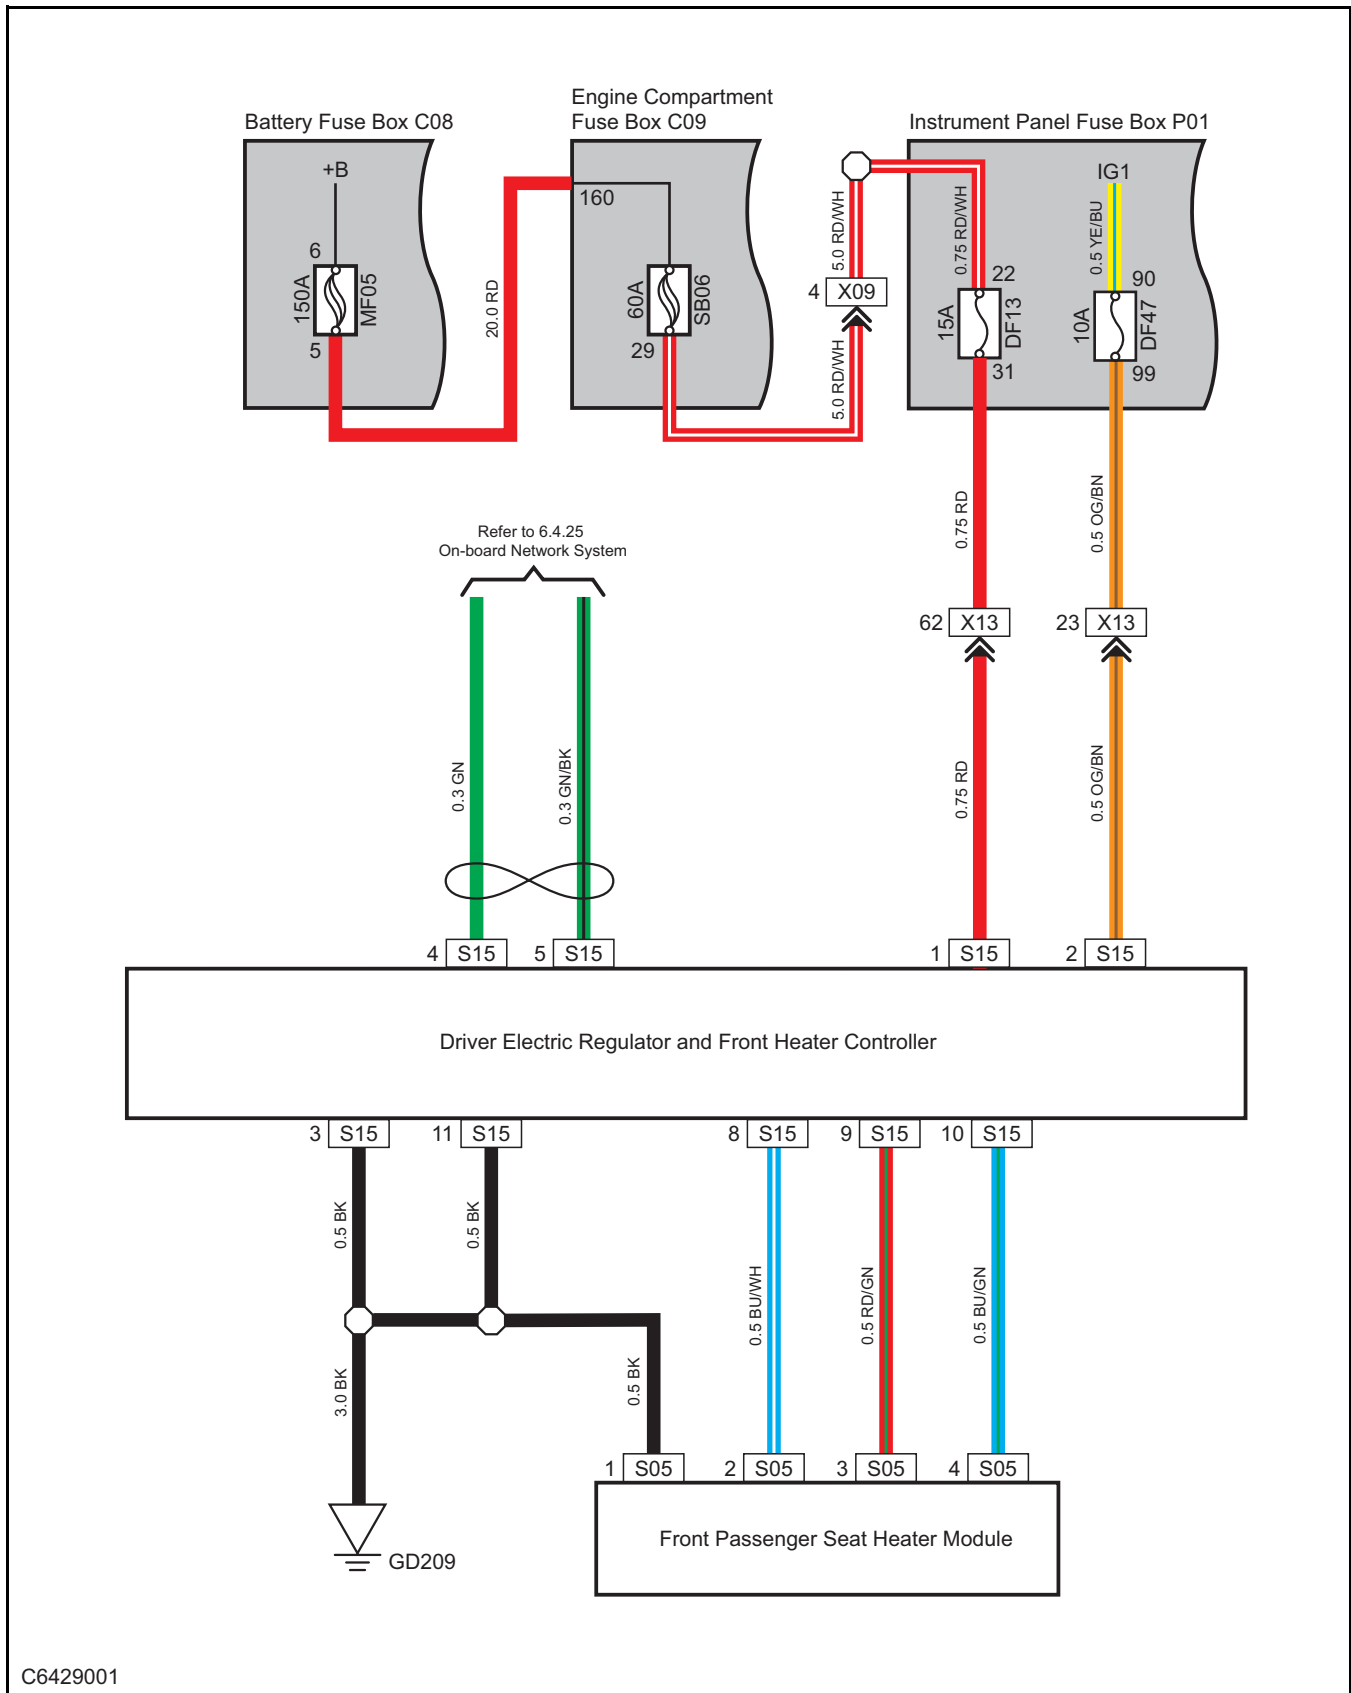 Engine Compartment
Battery Fuse Box C08
Fuse Box C09
Instrument Panel Fuse Box P01
+B
6
150A
MF05
5
20.0 RD
160
60A
SB06
29
5.0 RD/WH
4
X09
5.0 RD/WH
0.75 RD/WH
22
15A
DF13
31
IG1
0.5 YE/BU
90
10A
DF47
99
0.75 RD
0.5 OG/BN
Refer to 6.4.25
On-board Network System
62
X13
23
X13
0.3 GN
0.3 GN/BK
0.75 RD
0.5 OG/BN
4
S15
5
S15
1
S15
2
S15
Driver Electric Regulator and Front Heater Controller
3
S15
11
S15
8
S15
9
S15
10
S15
0.5 BK
0.5 BK
0.5 BU/WH
0.5 RD/GN
0.5 BU/GN
3.0 BK
0.5 BK
1
S05
2
S05
3
S05
4
S05
Front Passenger Seat Heater Module
GD209
C6429001